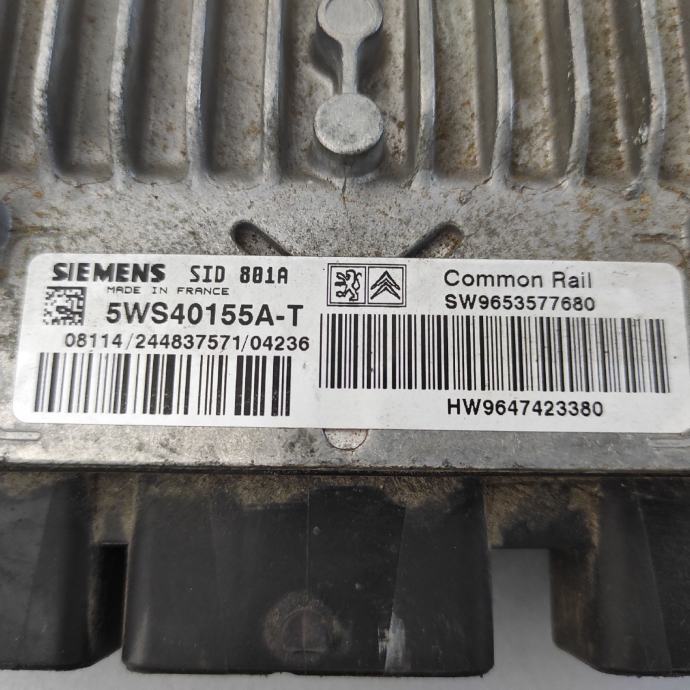 SIEMENS SID 801A
MADE IN FRANCE
5WS40155A-T
08114/244837571/04236
Common Rail
SW9653577680
HW9647423380